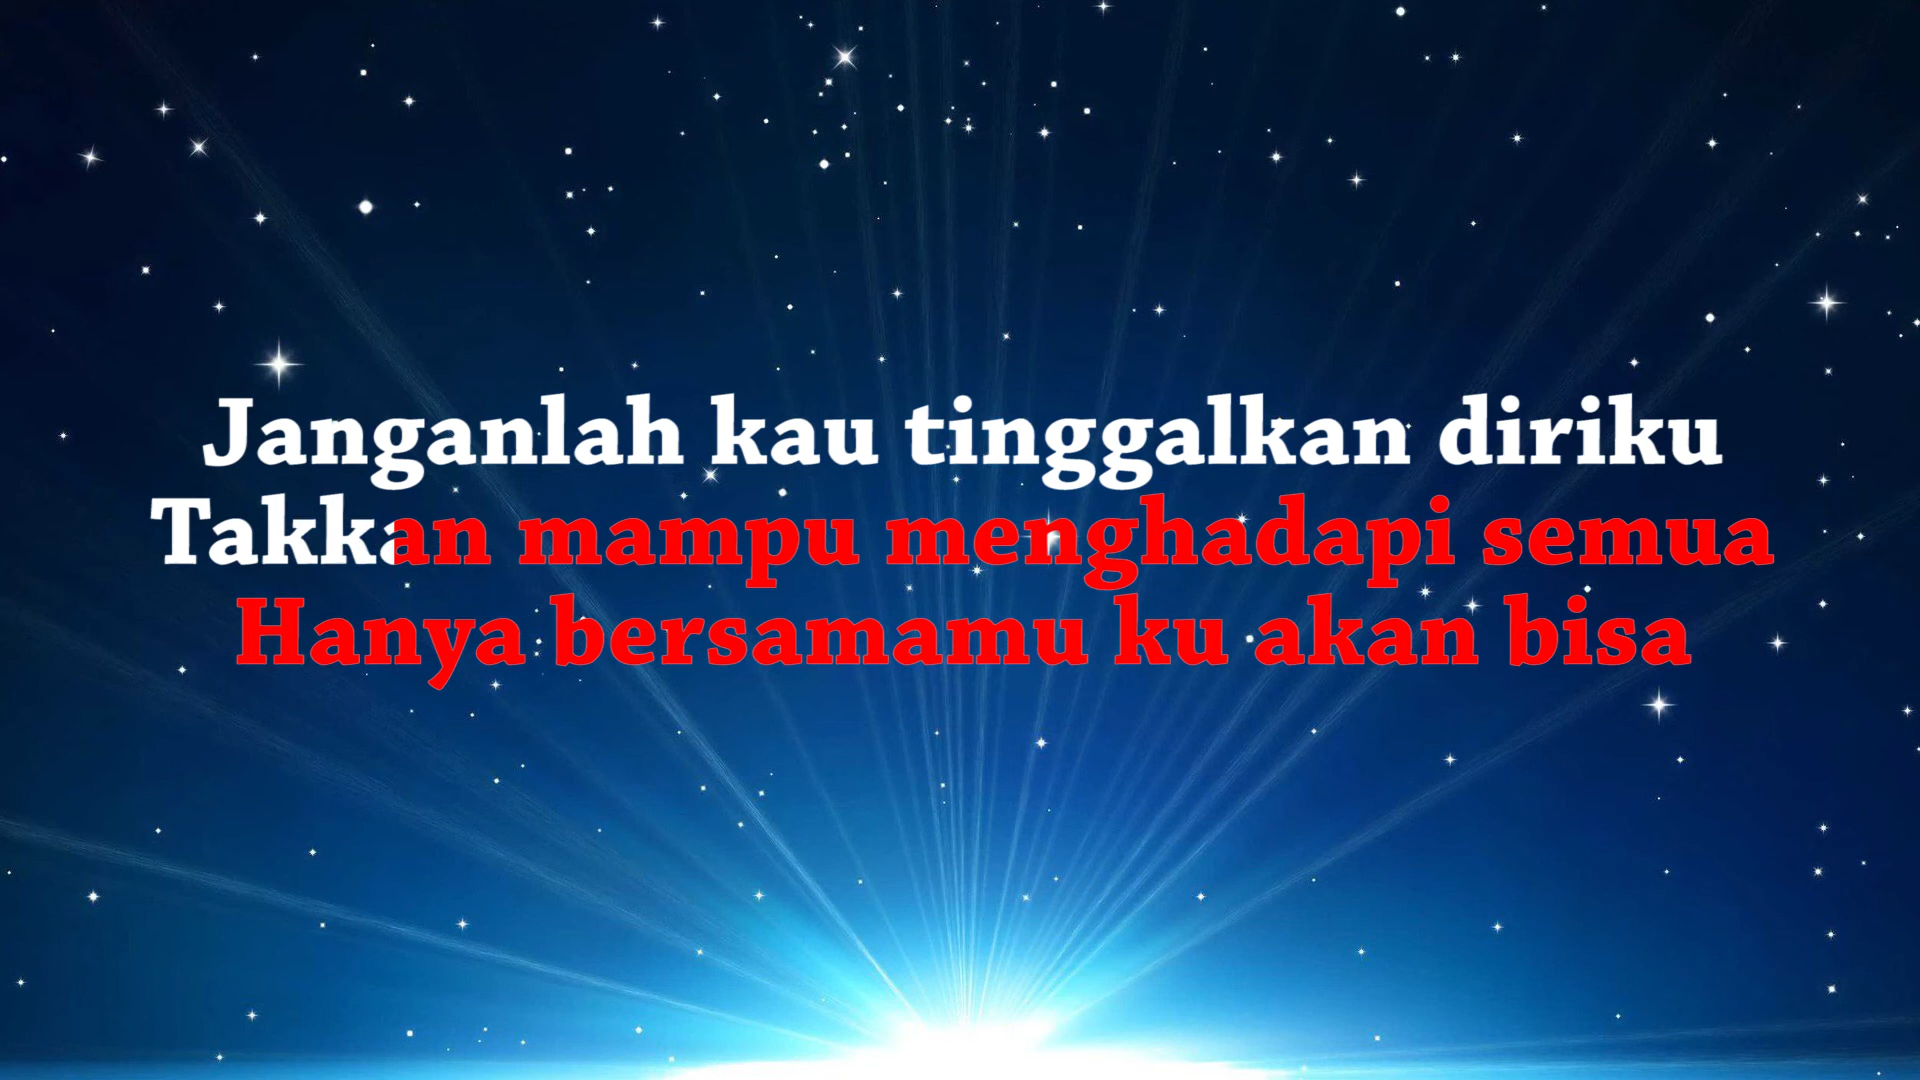 Janganlah kau tinggalkan diriku
Takkan mampu menghadapi semua
Hanya bersamamu ku akan bisa